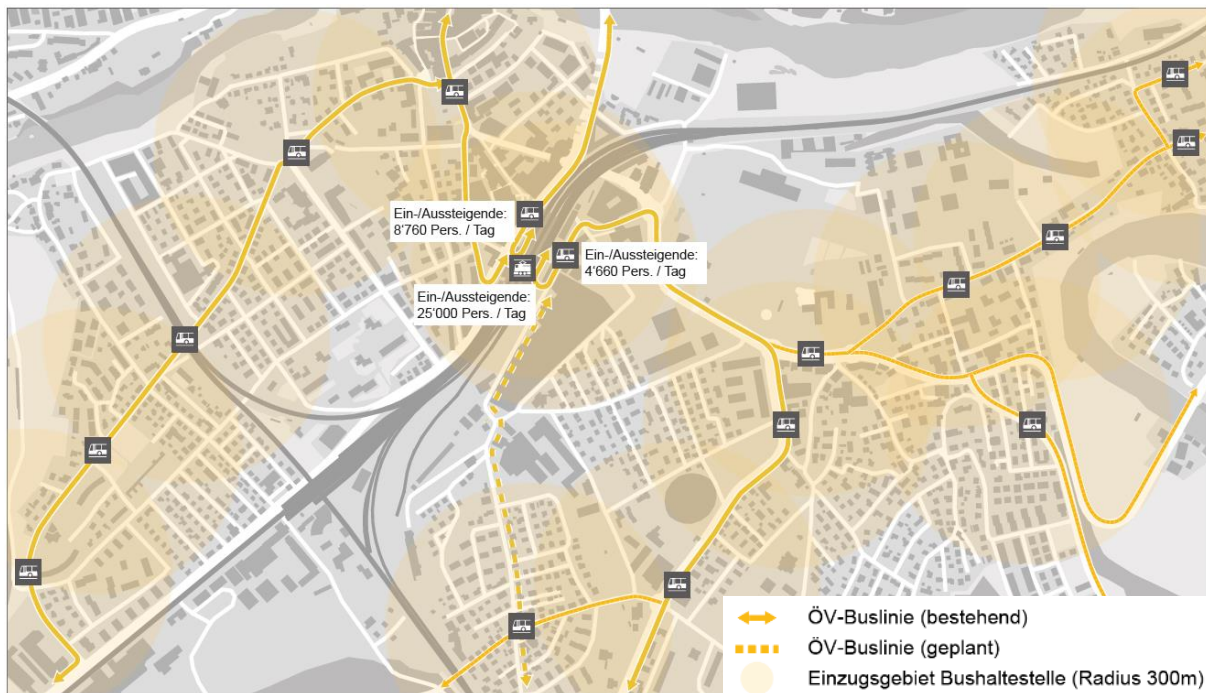 Ein-/Aussteigende:
8'760 Pers. / Tag
Ein-/Aussteigende:
4'660 Pers. / Tag
Ein-/Aussteigende:
25'000 Pers. / Tag
ÖV-Buslinie (bestehend)
ÖV-Buslinie (geplant)
Einzugsgebiet Bushaltestelle (Radius 300m)